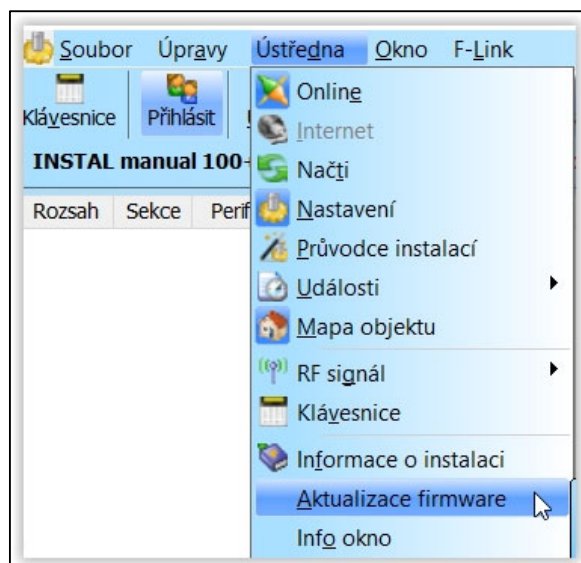 Soubor Úpravy Ústředna Okno F-Link
Klávesnice Přihlásit
INSTAL manual 100+
Rozsah Sekce Perif
Online
Internet
Načti
Nastavení
Průvodce instalací
Události
Mapa objektu
RF signál
Klávesnice
Informace o instalaci
Aktualizace firmware
Info okno